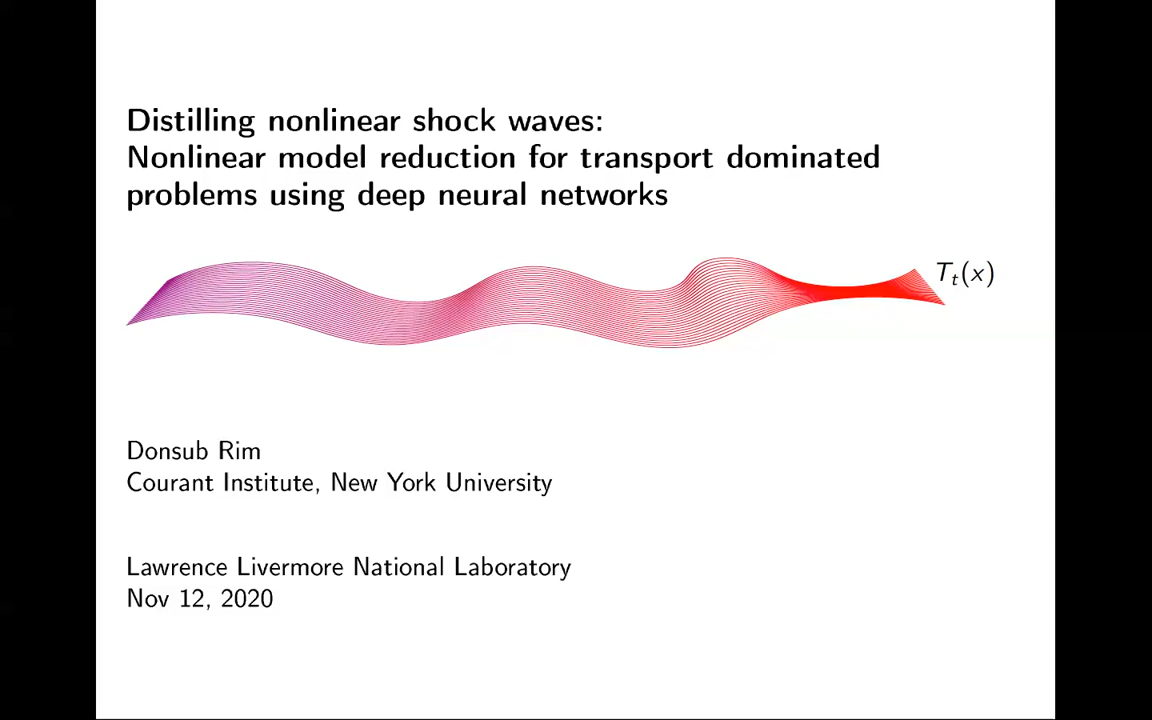 Distilling nonlinear shock waves:
Nonlinear model reduction for transport dominated
problems using deep neural networks
T_t(x)
Donsub Rim
Courant Institute, New York University
Lawrence Livermore National Laboratory
Nov 12, 2020